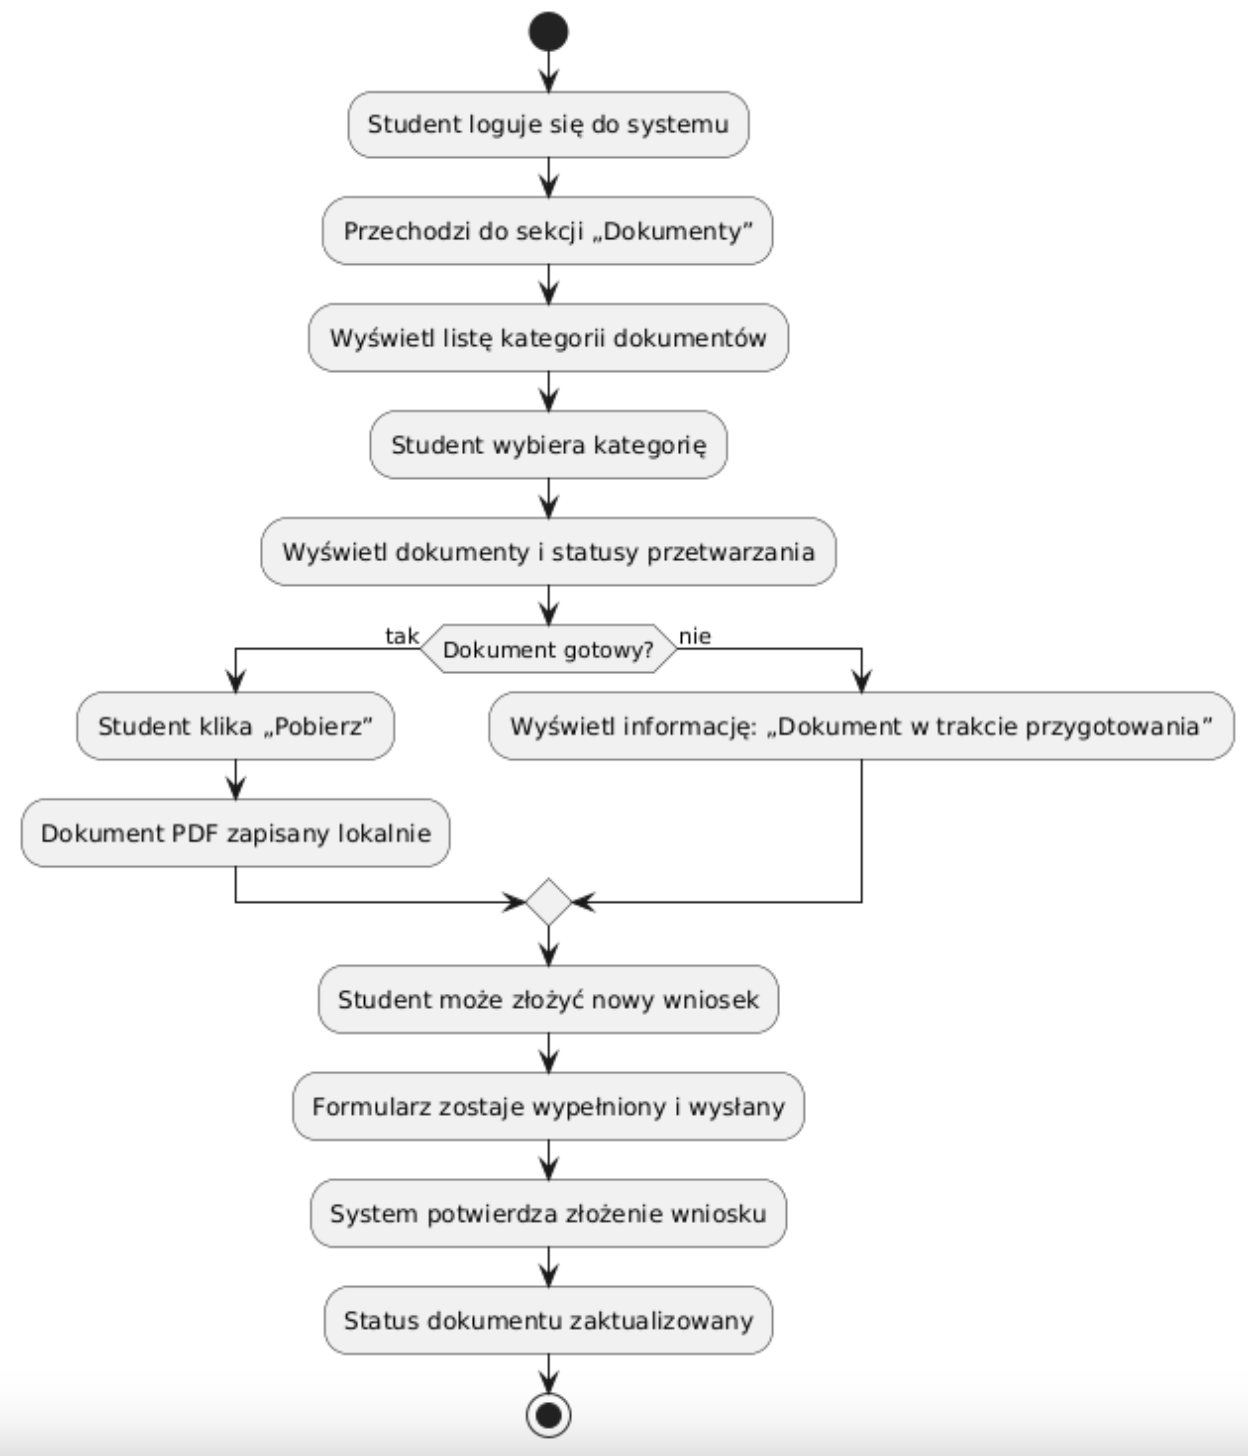 Student loguje się do systemu
Przechodzi do sekcji „Dokumenty”
Wyświetl listę kategorii dokumentów
Student wybiera kategorię
Wyświetl dokumenty i statusy przetwarzania
tak
Dokument gotowy?
nie
Student klika „Pobierz”
Wyświetl informację: „Dokument w trakcie przygotowania”
Dokument PDF zapisany lokalnie
Student może złożyć nowy wniosek
Formularz zostaje wypełniony i wysłany
System potwierdza złożenie wniosku
Status dokumentu zaktualizowany